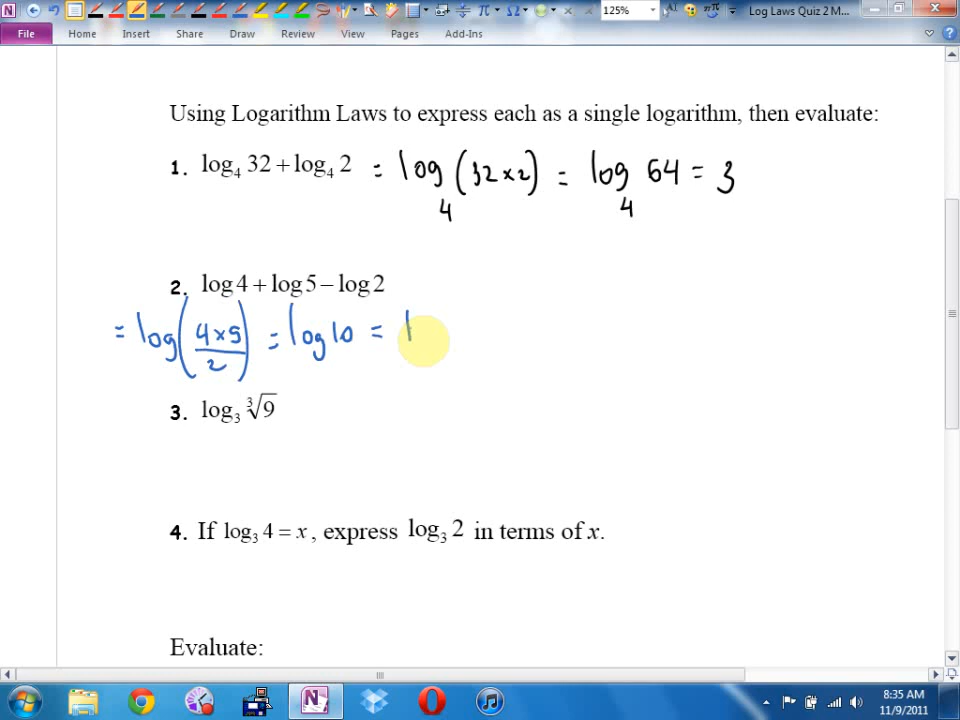 125% Log Laws Quiz 2 M...
File Home Insert Share Draw Review View Pages Add-Ins
Using Logarithm Laws to express each as a single logarithm, then evaluate:
1. log₄ 32 + log₄ 2 = log₄ (32 × 2) = log₄ 64 = 3
2. log 4 + log 5 − log 2
= log(4 × 5 / 2) = log 10 = 1
3. log₃ ∛9
4. If log₃ 4 = x, express log₃ 2 in terms of x.
Evaluate:
8:35 AM
11/9/2011